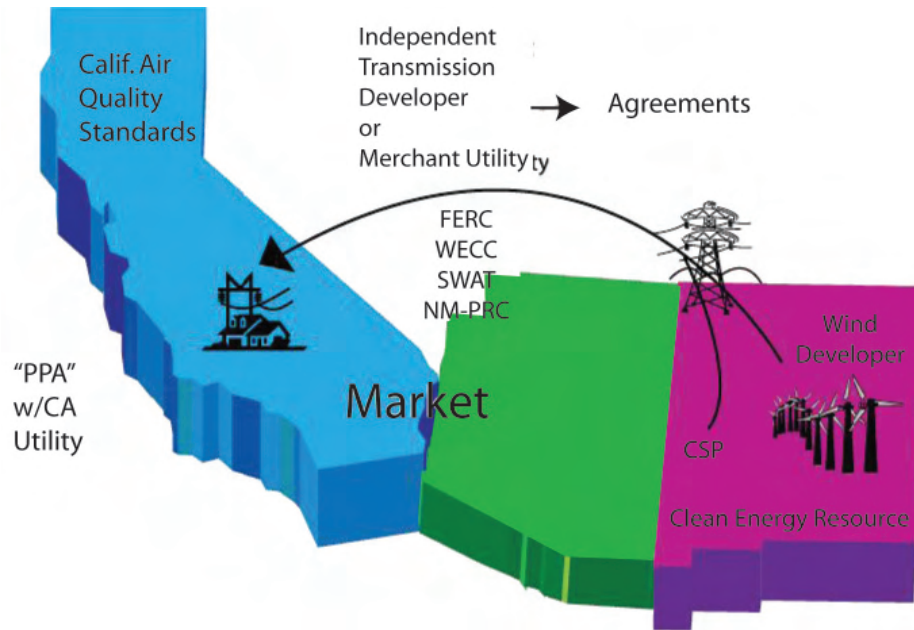 Calif. Air
Quality
Standards
Independent
Transmission
Developer
or
Merchant Utility
ty
Agreements
FERC
WECC
SWAT
NM-PRC
"PPA"
w/CA
Utility
Market
Wind
Developer
CSP
Clean Energy Resource